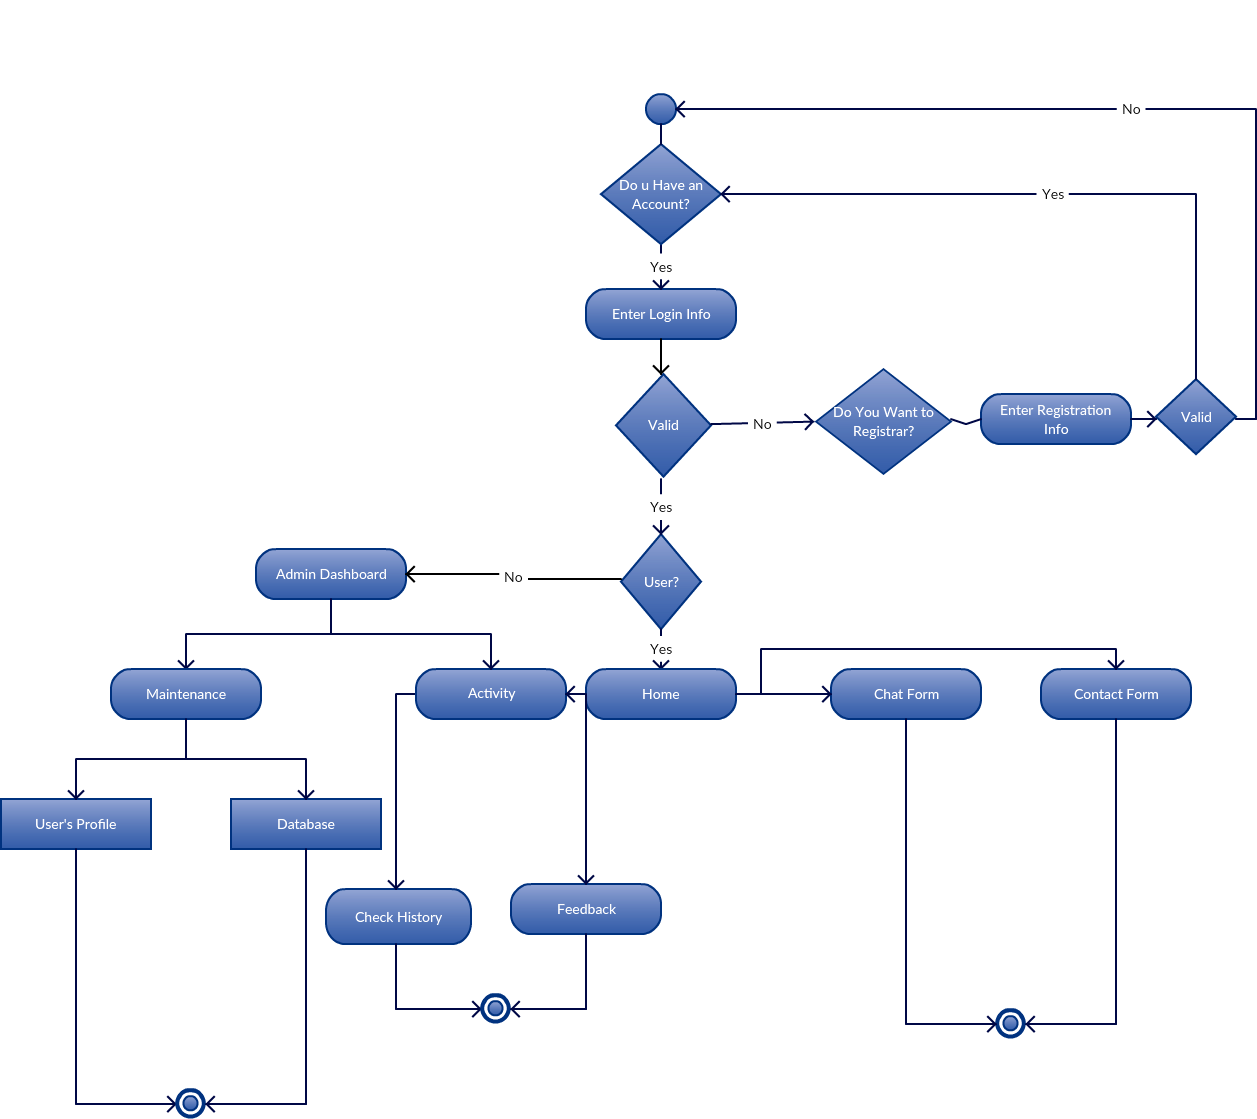 No
Do u Have an
Account?
Yes
Yes
Enter Login Info
Valid
No
Do You Want to
Registrar?
Enter Registration
Info
Valid
Yes
Admin Dashboard
No
User?
Yes
Maintenance
Activity
Home
Chat Form
Contact Form
User's Profile
Database
Check History
Feedback